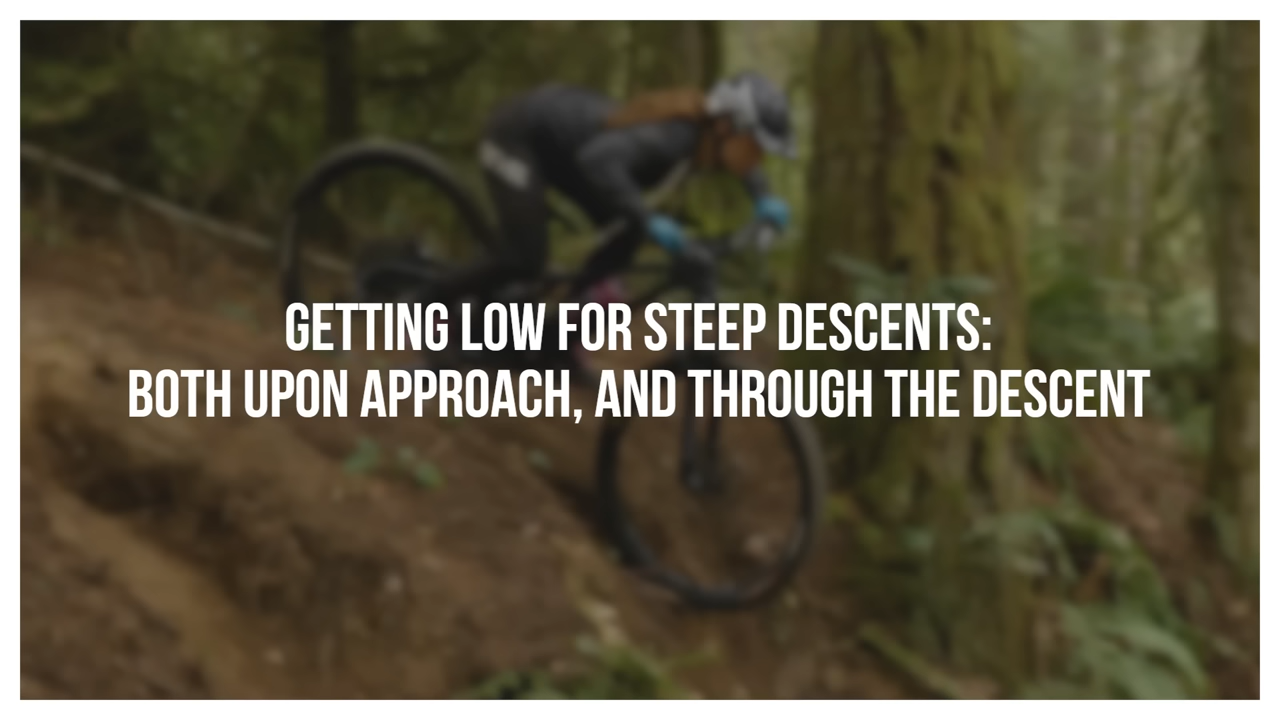 GETTING LOW FOR STEEP DESCENTS:
BOTH UPON APPROACH, AND THROUGH THE DESCENT